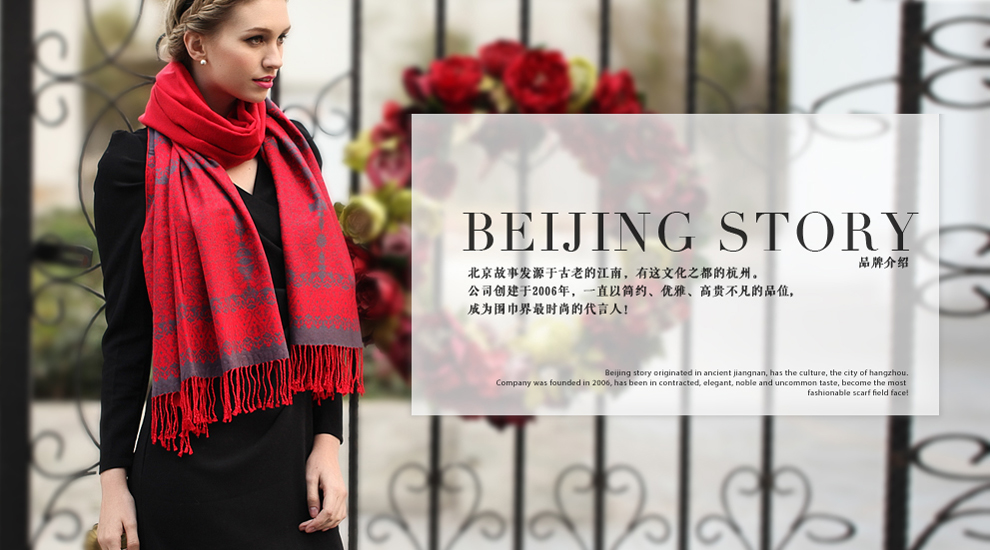 BEIJING STORY
品牌介绍
北京故事发源于古老的江南，有这文化之都的杭州。
公司创建于2006年，一直以简约、优雅、高贵不凡的品位，
成为围巾界最时尚的代言人！
Beijing story originated in ancient jiangnan, has the culture, the city of hangzhou.
Company was founded in 2006, has been in contracted, elegant, noble and uncommon taste, become the most
fashionable scarf field face!